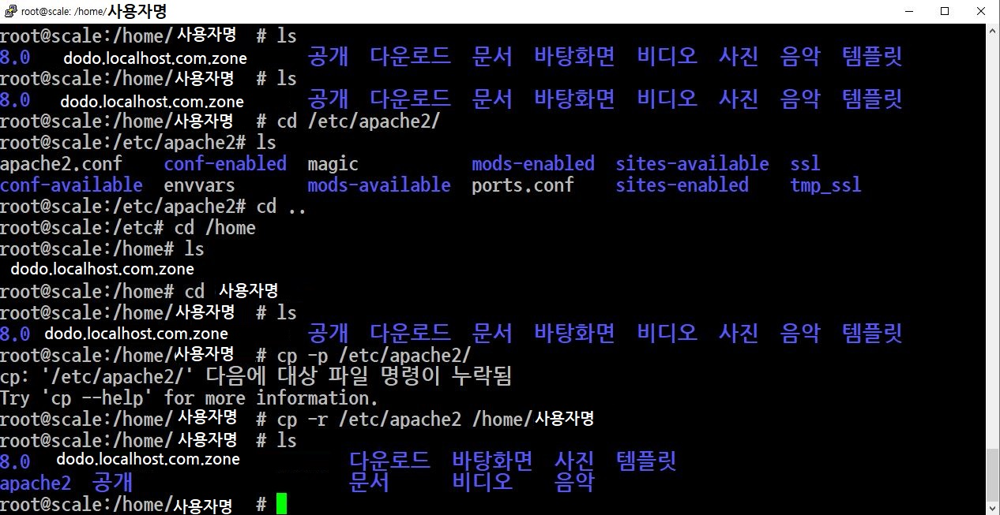 root@scale: /home/사용자명
root@scale:/home/사용자명 # ls
8.0 dodo.localhost.com.zone 공개 다운로드 문서 바탕화면 비디오 사진 음악 템플릿
root@scale:/home/사용자명 # ls
8.0 dodo.localhost.com.zone 공개 다운로드 문서 바탕화면 비디오 사진 음악 템플릿
root@scale:/home/사용자명 # cd /etc/apache2/
root@scale:/etc/apache2# ls
apache2.conf conf-enabled magic mods-enabled sites-available ssl
conf-available envvars mods-available ports.conf sites-enabled tmp_ssl
root@scale:/etc/apache2# cd ..
root@scale:/etc# cd /home
root@scale:/home# ls
dodo.localhost.com.zone
root@scale:/home# cd 사용자명
root@scale:/home/사용자명 # ls
8.0 dodo.localhost.com.zone 공개 다운로드 문서 바탕화면 비디오 사진 음악 템플릿
root@scale:/home/사용자명 # cp -p /etc/apache2/
cp: '/etc/apache2/' 다음에 대상 파일 명령이 누락됨
Try 'cp --help' for more information.
root@scale:/home/사용자명 # cp -r /etc/apache2 /home/사용자명
root@scale:/home/사용자명 # ls
8.0 dodo.localhost.com.zone 다운로드 바탕화면 사진 템플릿
apache2 공개 문서 비디오 음악
root@scale:/home/사용자명 #